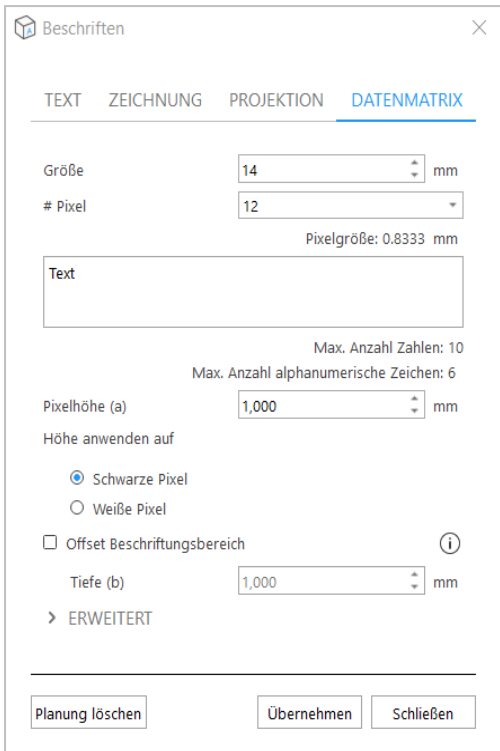 Beschriften
TEXT ZEICHNUNG PROJEKTION DATENMATRIX
Größe 14 mm
# Pixel 12
Pixelgröße: 0.8333 mm
Text
Max. Anzahl Zahlen: 10
Max. Anzahl alphanumerische Zeichen: 6
Pixelhöhe (a) 1,000 mm
Höhe anwenden auf
Schwarze Pixel
Weiße Pixel
Offset Beschriftungsbereich
Tiefe (b) 1,000 mm
ERWEITERT
Planung löschen Übernehmen Schließen